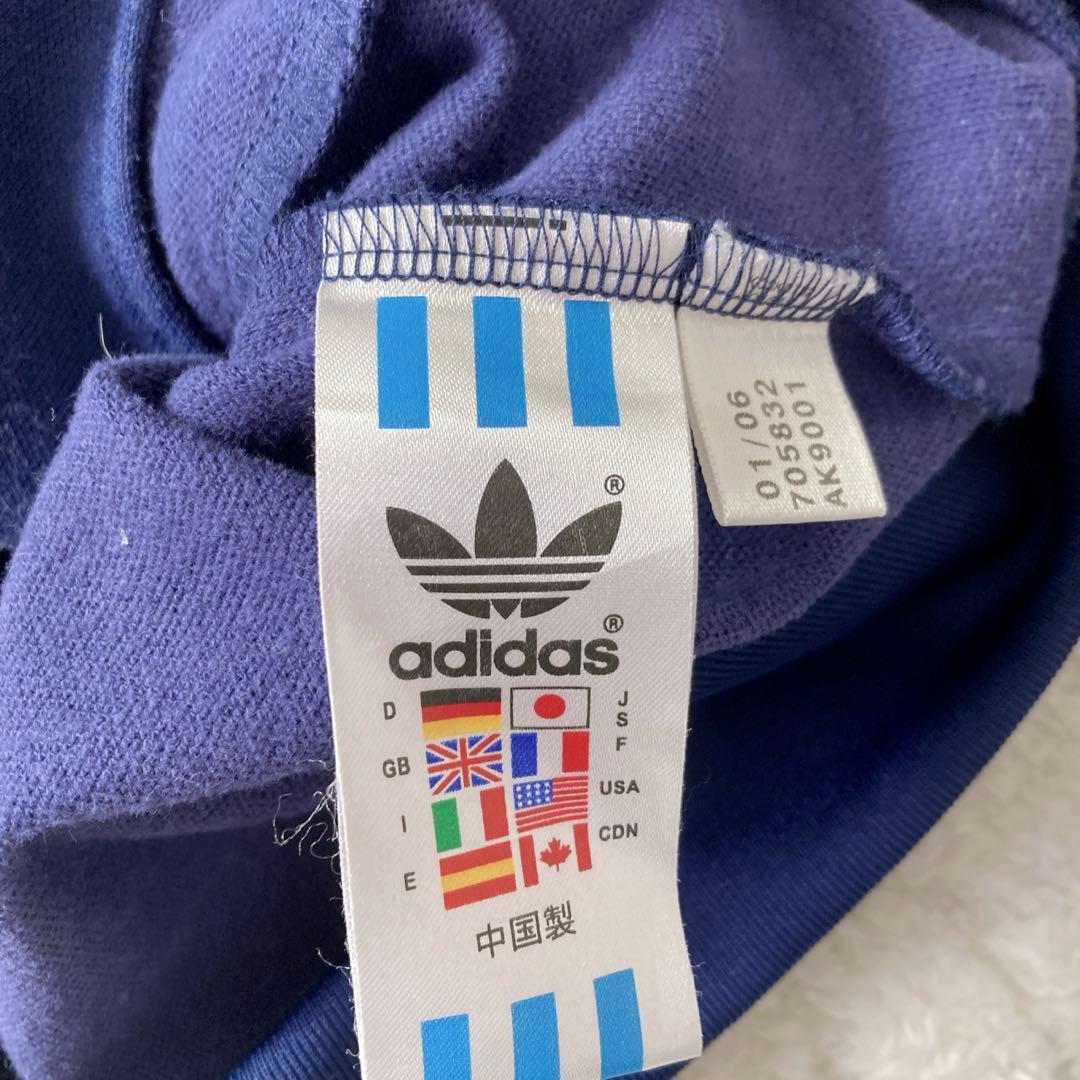 ®
®
adidas
D
J
S
GB
F
I
USA
E
CDN
中国製
01/06
705832
AK9001